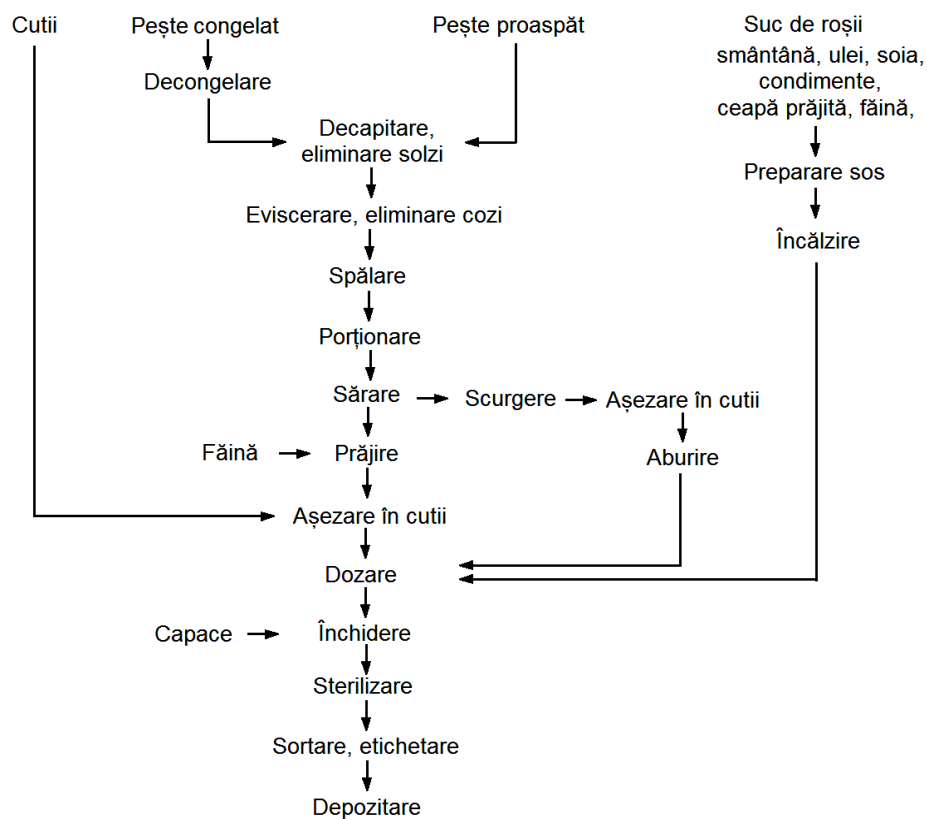 Cutii
Pește congelat
Pește proaspăt
Suc de roșii
smântână, ulei, soia,
condimente,
ceapă prăjită, făină,
Decongelare
Decapitare,
eliminare solzi
Preparare sos
Eviscerare, eliminare cozi
Încălzire
Spălare
Porționare
Sărare
Scurgere
Așezare în cutii
Făină
Prăjire
Aburire
Așezare în cutii
Dozare
Capace
Închidere
Sterilizare
Sortare, etichetare
Depozitare